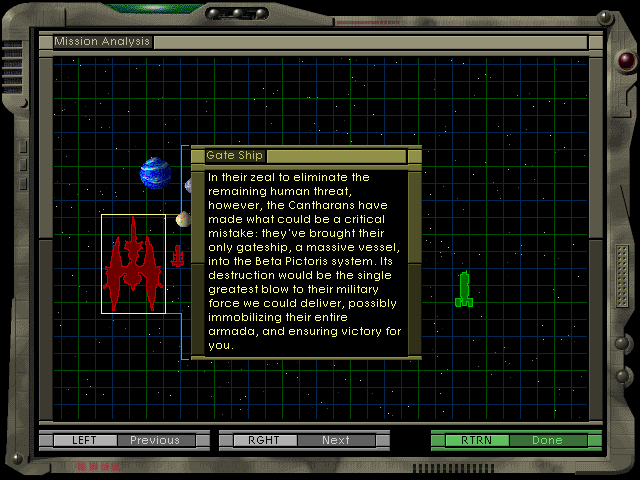 Mission Analysis
Gate Ship
In their zeal to eliminate the
remaining human threat,
however, the Cantharans have
made what could be a critical
mistake: they've brought their
only gateship, a massive vessel,
into the Beta Pictoris system. Its
destruction would be the single
greatest blow to their military
force we could deliver, possibly
immobilizing their entire
armada, and ensuring victory for
you.
LEFT Previous RGHT Next RTRN Done